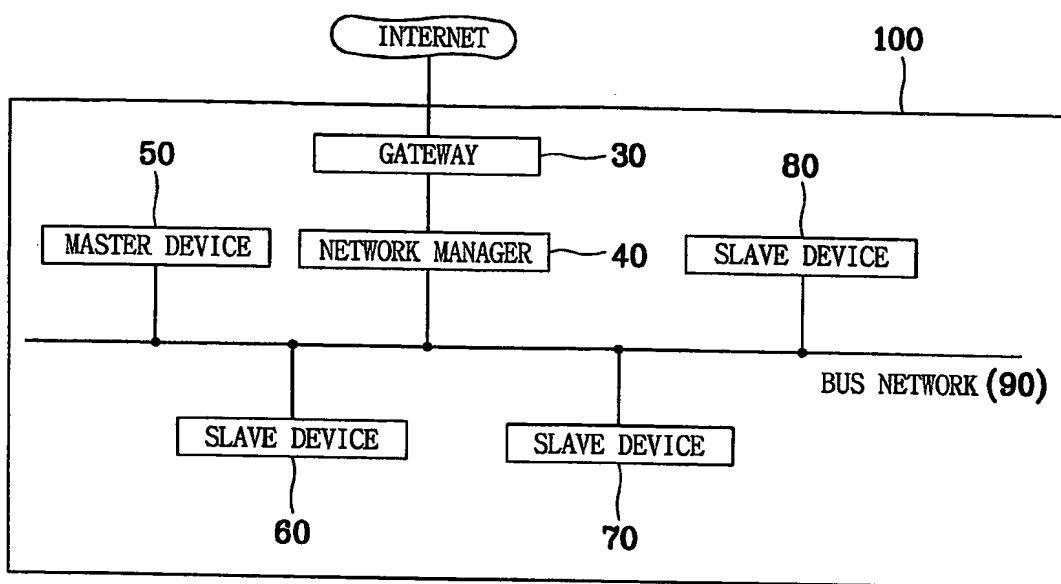 INTERNET
100
GATEWAY
30
50
80
MASTER DEVICE
NETWORK MANAGER
40
SLAVE DEVICE
BUS NETWORK (90)
SLAVE DEVICE
SLAVE DEVICE
60
70